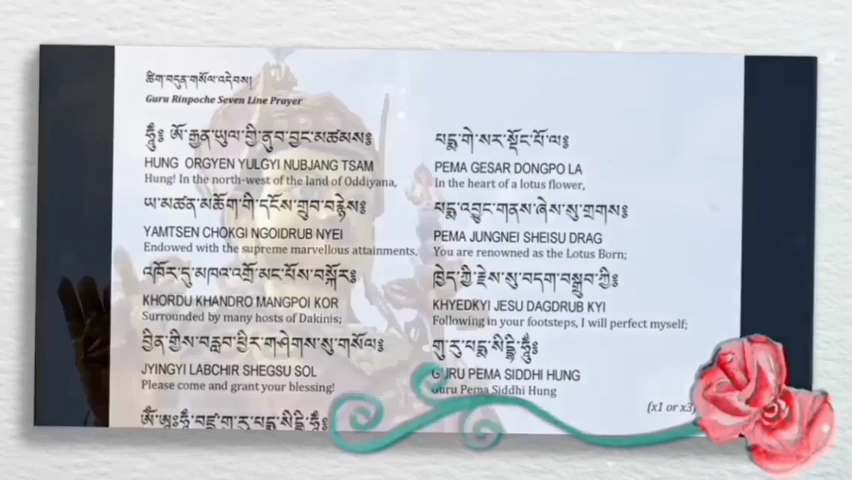 ཚིག་བདུན་གསོལ་འདེབས།
Guru Rinpoche Seven Line Prayer
ཧཱུྃ༔ ཨོ་རྒྱན་ཡུལ་གྱི་ནུབ་བྱང་མཚམས༔
HUNG ORGYEN YULGYI NUBJANG TSAM
Hung! In the north-west of the land of Oddiyana,
པདྨ་གེ་སར་སྡོང་པོ་ལ༔
PEMA GESAR DONGPO LA
In the heart of a lotus flower,
ཡ་མཚན་མཆོག་གི་དངོས་གྲུབ་བརྙེས༔
YAMTSEN CHOKGI NGOIDRUB NYEI
Endowed with the supreme marvellous attainments,
པདྨ་འབྱུང་གནས་ཞེས་སུ་གྲགས༔
PEMA JUNGNEI SHEISU DRAG
You are renowned as the Lotus Born;
འཁོར་དུ་མཁའ་འགྲོ་མང་པོས་བསྐོར༔
KHORDU KHANDRO MANGPOI KOR
Surrounded by many hosts of Dakinis;
ཁྱེད་ཀྱི་རྗེས་སུ་བདག་བསྒྲུབ་ཀྱི༔
KHYEDKYI JESU DAGDRUB KYI
Following in your footsteps, I will perfect myself;
བྱིན་གྱིས་བརླབ་ཕྱིར་གཤེགས་སུ་གསོལ༔
JYINGYI LABCHIR SHEGSU SOL
Please come and grant your blessing!
གུ་རུ་པདྨ་སིདྡྷི་ཧཱུྃ༔
GURU PEMA SIDDHI HUNG
Guru Pema Siddhi Hung
ཨོཾ་ཨཱཿཧཱུྃ་བཛྲ་གུ་རུ་པདྨ་སིདྡྷི་ཧཱུྃ༔
(x1 or x3)